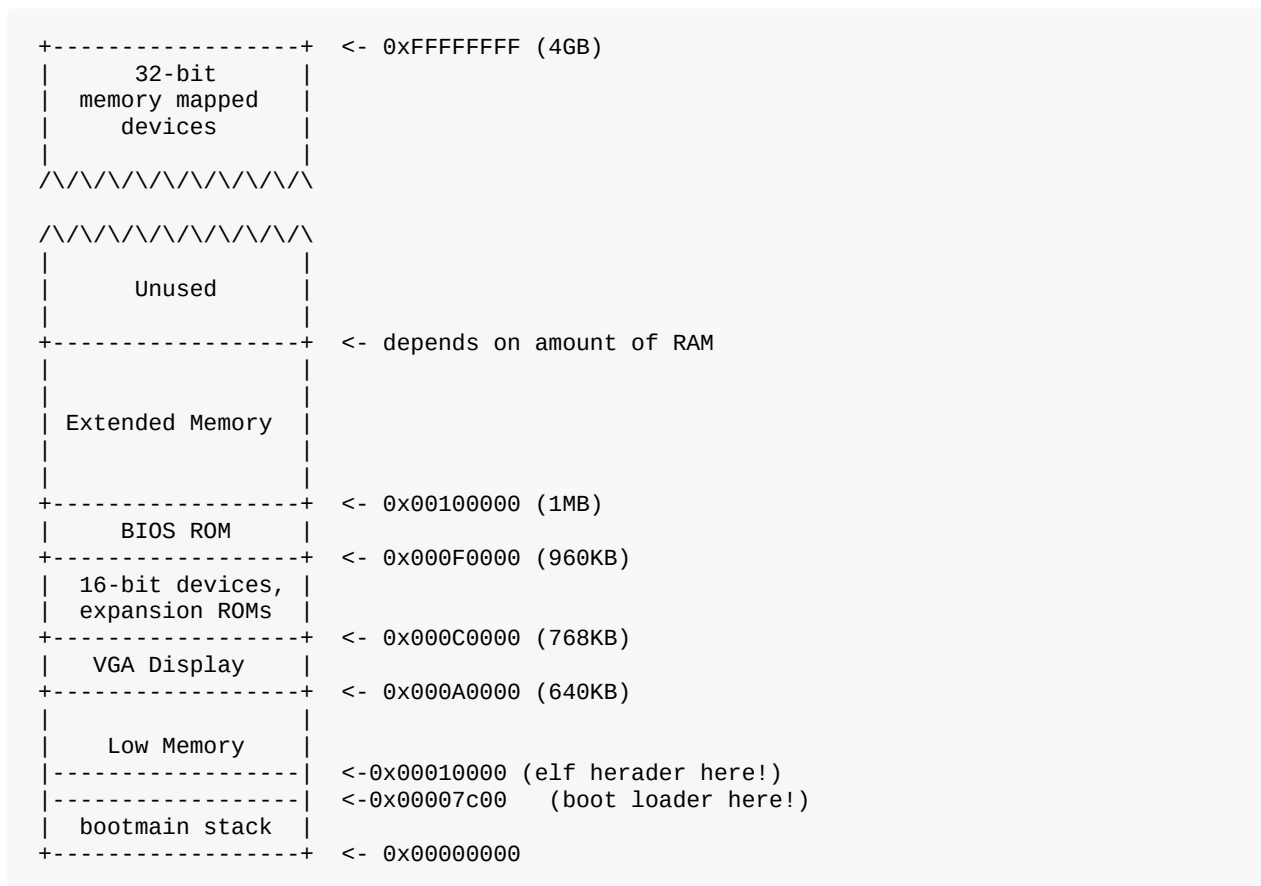 +------------------+  <- 0xFFFFFFFF (4GB)
|      32-bit      |
|  memory mapped   |
|     devices      |
|                  |
/\/\/\/\/\/\/\/\/\/\

/\/\/\/\/\/\/\/\/\/\
|                  |
|      Unused      |
|                  |
+------------------+  <- depends on amount of RAM
|                  |
|                  |
| Extended Memory  |
|                  |
|                  |
+------------------+  <- 0x00100000 (1MB)
|     BIOS ROM     |
+------------------+  <- 0x000F0000 (960KB)
|  16-bit devices, |
|  expansion ROMs  |
+------------------+  <- 0x000C0000 (768KB)
|   VGA Display    |
+------------------+  <- 0x000A0000 (640KB)
|                  |
|    Low Memory    |
|------------------|  <-0x00010000 (elf herader here!)
|------------------|  <-0x00007c00   (boot loader here!)
|  bootmain stack  |
+------------------+  <- 0x00000000